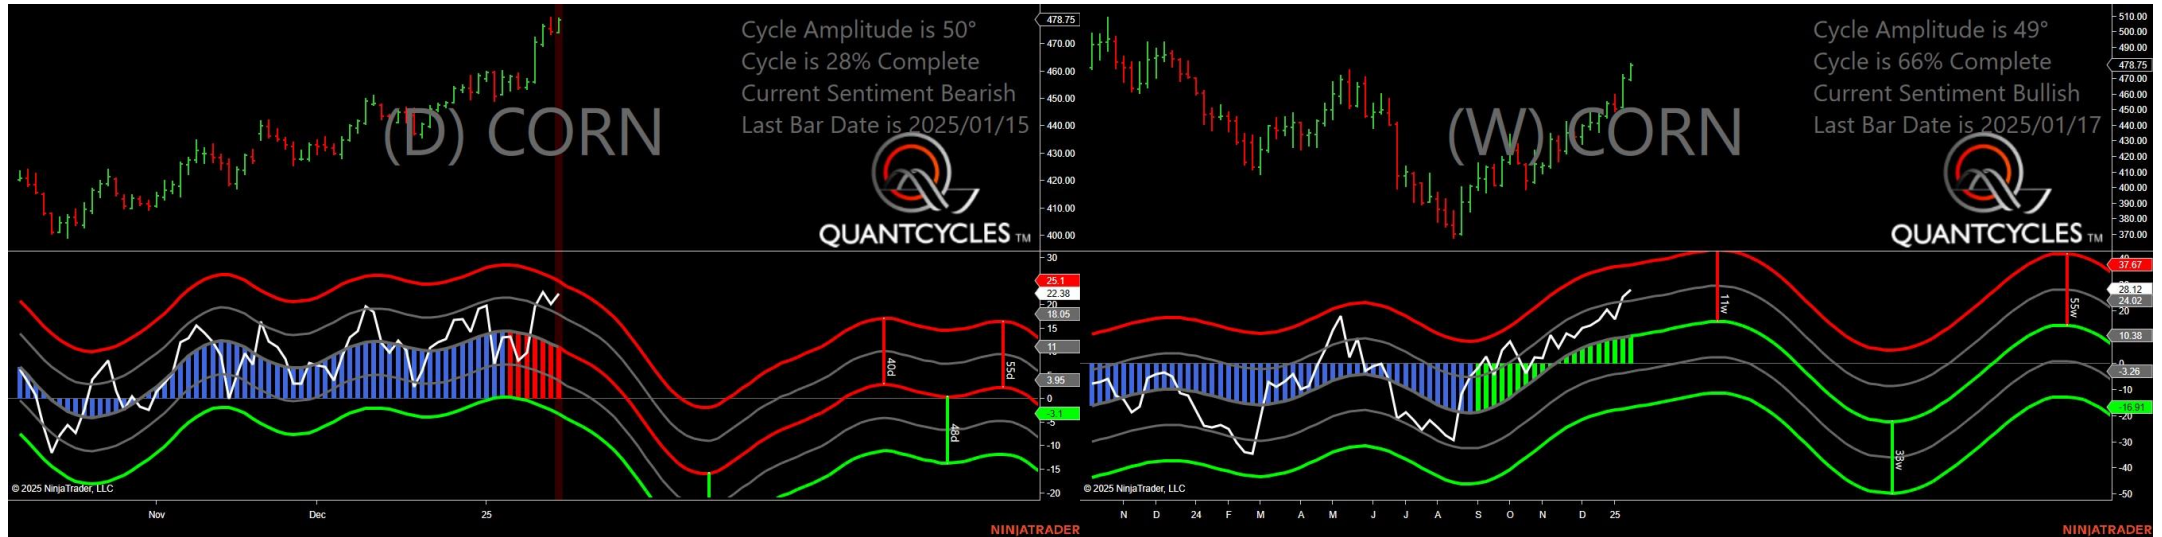 Cycle Amplitude is 50°
Cycle is 28% Complete
Current Sentiment Bearish
Last Bar Date is 2025/01/15
(D) CORN
QUANTCYCLES TM
478.75
470.00
460.00
450.00
440.00
430.00
420.00
410.00
400.00
30
25.1
22.38
20
18.05
15
11
3.95
0
-3.1
-5
-10
-15
-20
40d
55d
48d
© 2025 NinjaTrader, LLC
Nov
Dec
25
NINJATRADER
Cycle Amplitude is 49°
Cycle is 66% Complete
Current Sentiment Bullish
Last Bar Date is 2025/01/17
(W) CORN
QUANTCYCLES TM
510.00
500.00
490.00
478.75
470.00
460.00
450.00
440.00
430.00
420.00
410.00
400.00
390.00
380.00
370.00
37.67
28.12
24.02
20
10.38
0
-3.26
-10
-16.91
-20
-30
-40
-50
11w
55w
33w
© 2025 NinjaTrader, LLC
N
D
24
F
M
A
M
J
J
A
S
O
N
D
25
NINJATRADER